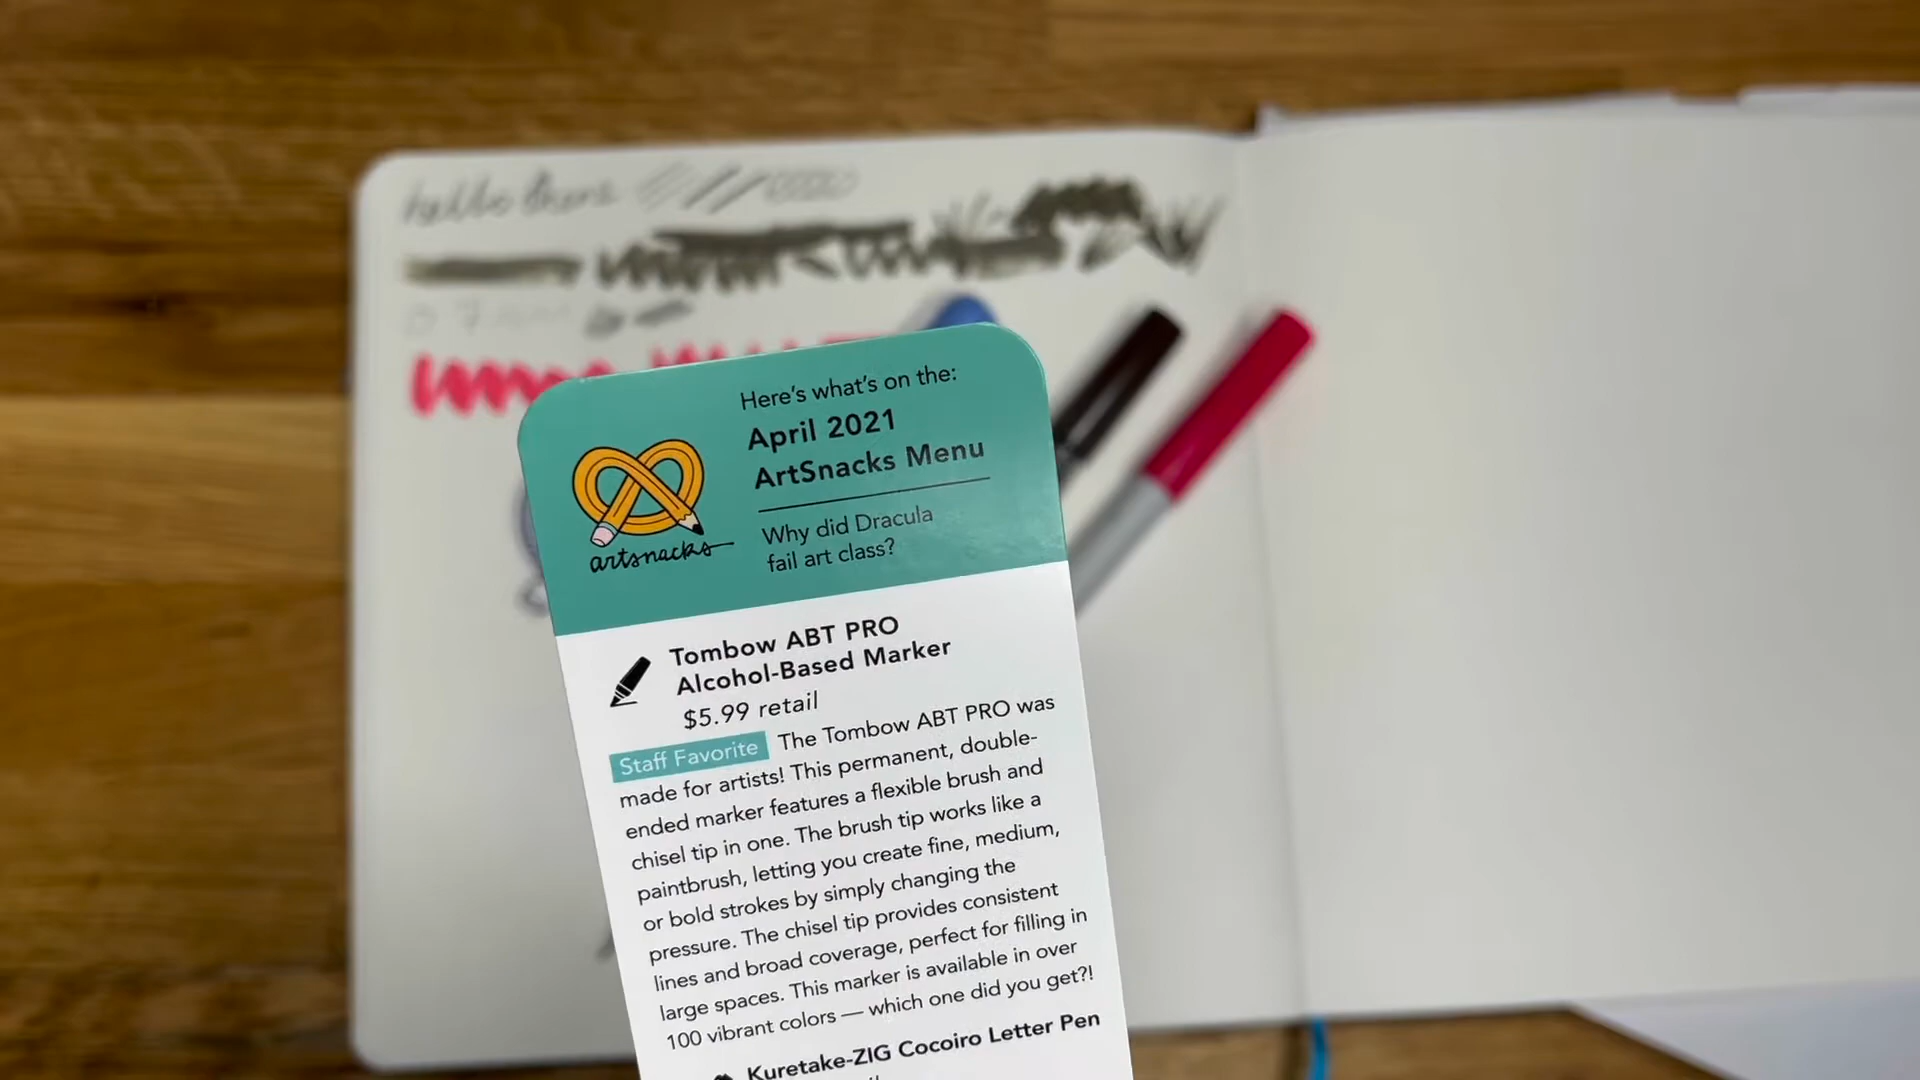 hello there
Here's what's on the:
April 2021
ArtSnacks Menu
Why did Dracula
fail art class?
artsnacks
Tombow ABT PRO
Alcohol-Based Marker
$5.99 retail
Staff Favorite The Tombow ABT PRO was
made for artists! This permanent, double-
ended marker features a flexible brush and
chisel tip in one. The brush tip works like a
paintbrush, letting you create fine, medium,
or bold strokes by simply changing the
pressure. The chisel tip provides consistent
lines and broad coverage, perfect for filling in
large spaces. This marker is available in over
100 vibrant colors — which one did you get?!
Kuretake-ZIG Cocoiro Letter Pen